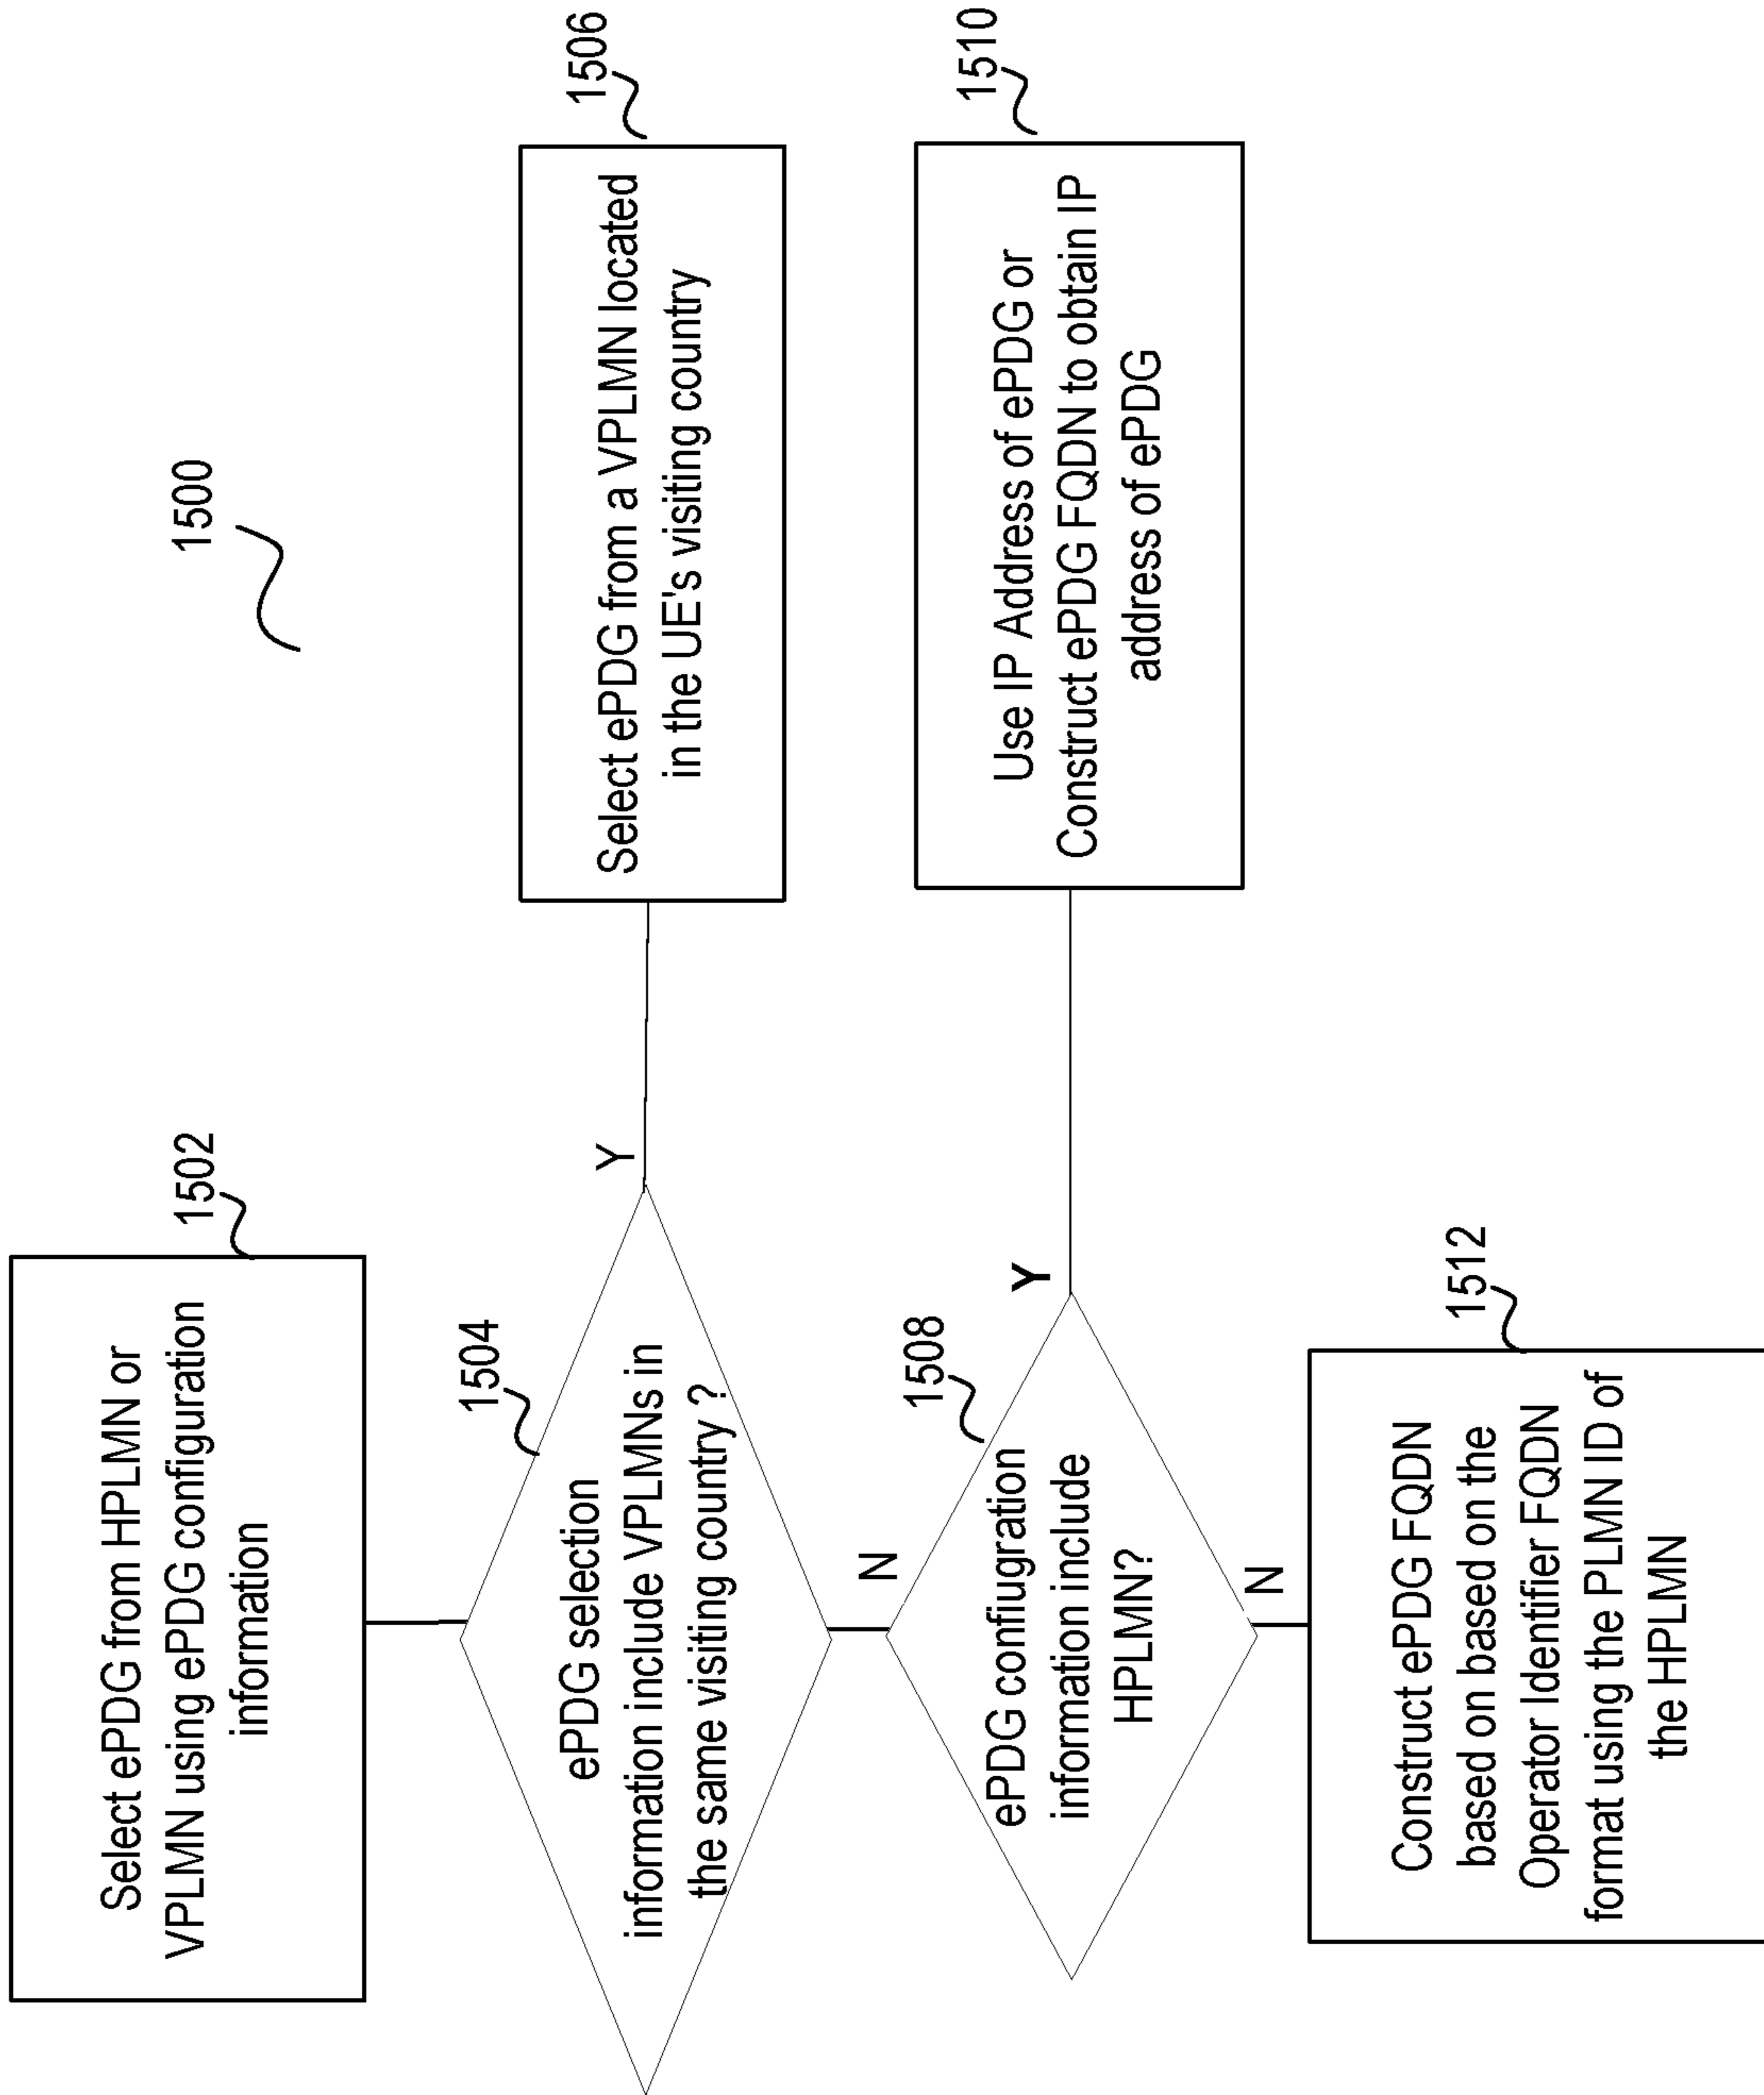 1500
1502
Select ePDG from HPLMN or
VPLMN using ePDG configuration
information
1504
ePDG selection
information include VPLMNs in
the same visiting country ?
Y
1506
Select ePDG from a VPLMN located
in the UE's visiting country
N
1508
ePDG confiugration
information include
HPLMN?
Y
1510
Use IP Address of ePDG or
Construct ePDG FQDN to obtain IP
address of ePDG
N
1512
Construct ePDG FQDN
based on based on the
Operator Identifier FQDN
format using the PLMN ID of
the HPLMN